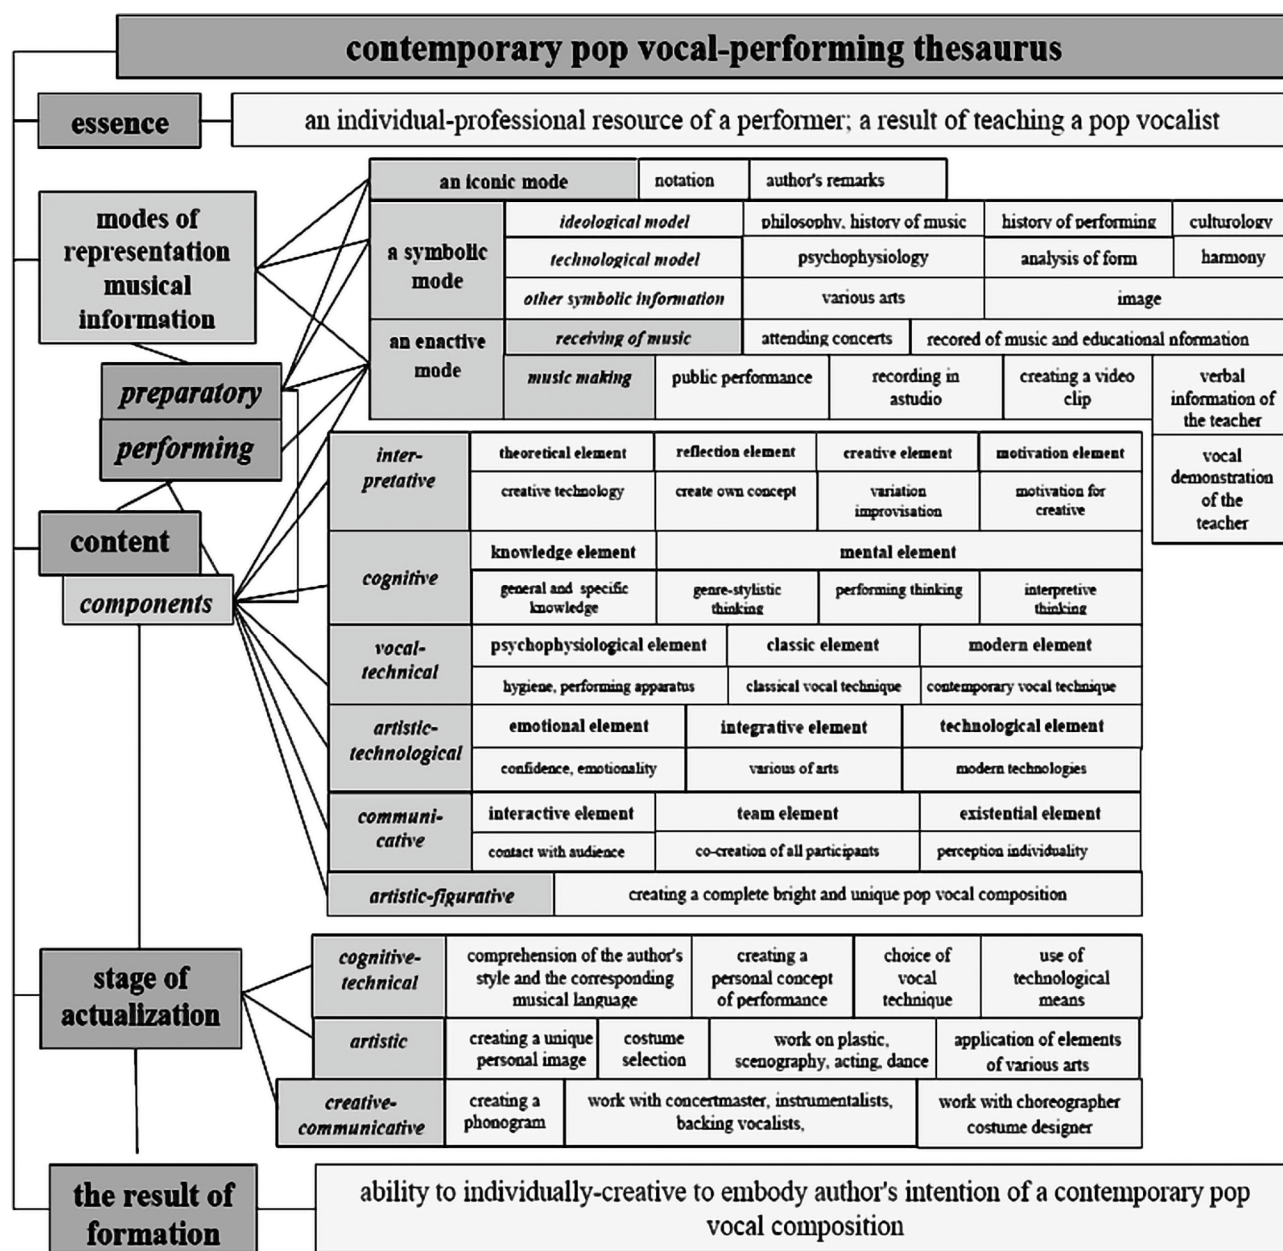 contemporary pop vocal-performing thesaurus
essence
an individual-professional resource of a performer; a result of teaching a pop vocalist
modes of
representation
musical
information
an iconic mode
notation
author's remarks
a symbolic
mode
ideological model
philosophy, history of music
history of performing
culturology
technological model
psychophysiology
analysis of form
harmony
other symbolic information
various arts
image
an enactive
mode
receiving of music
attending concerts
recored of music and educational nformation
music making
public performance
recording in
astudio
creating a video
clip
verbal
information of
the teacher
vocal
demonstration
of the
teacher
preparatory
performing
content
components
inter-
pretative
theoretical element
reflection element
creative element
motivation element
creative technology
create own concept
variation
improvisation
motivation for
creative
cognitive
knowledge element
mental element
general and specific
knowledge
genre-stylistic
thinking
performing thinking
interpretive
thinking
vocal-
technical
psychophysiological element
classic element
modern element
hygiene, performing apparatus
classical vocal technique
contemporary vocal technique
artistic-
technological
emotional element
integrative element
technological element
confidence, emotionality
various of arts
modern technologies
communi-
cative
interactive element
team element
existential element
contact with audience
co-creation of all participants
perception individuality
artistic-figurative
creating a complete bright and unique pop vocal composition
stage of
actualization
cognitive-
technical
comprehension of the author's
style and the corresponding
musical language
creating a
personal concept
of performance
choice of
vocal
technique
use of
technological
means
artistic
creating a unique
personal image
costume
selection
work on plastic,
scenography, acting, dance
application of elements
of various arts
creative-
communicative
creating a
phonogram
work with concertmaster, instrumentalists,
backing vocalists,
work with choreographer
costume designer
the result of
formation
ability to individually-creative to embody author's intention of a contemporary pop
vocal composition